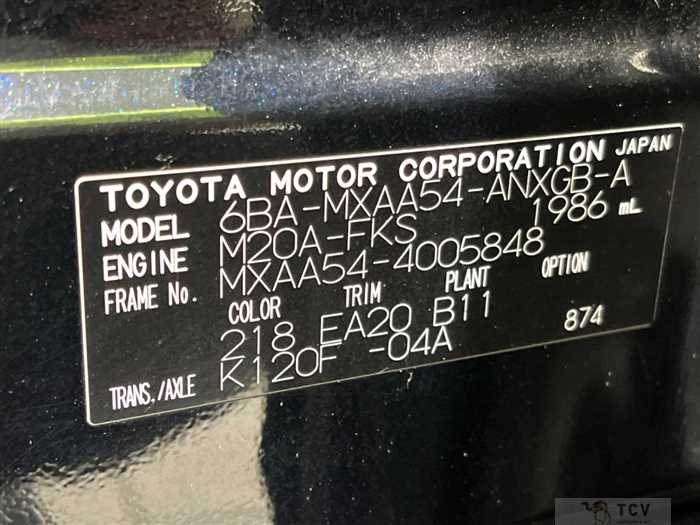 TOYOTA MOTOR CORPORATION JAPAN
MODEL 6BA-MXAA54-ANXGB-A
ENGINE M20A-FKS 1986 mL
FRAME No. MXAA54-4005848
COLOR TRIM PLANT OPTION
218 EA20 B11 874
TRANS./AXLE K120F -04A
TCV